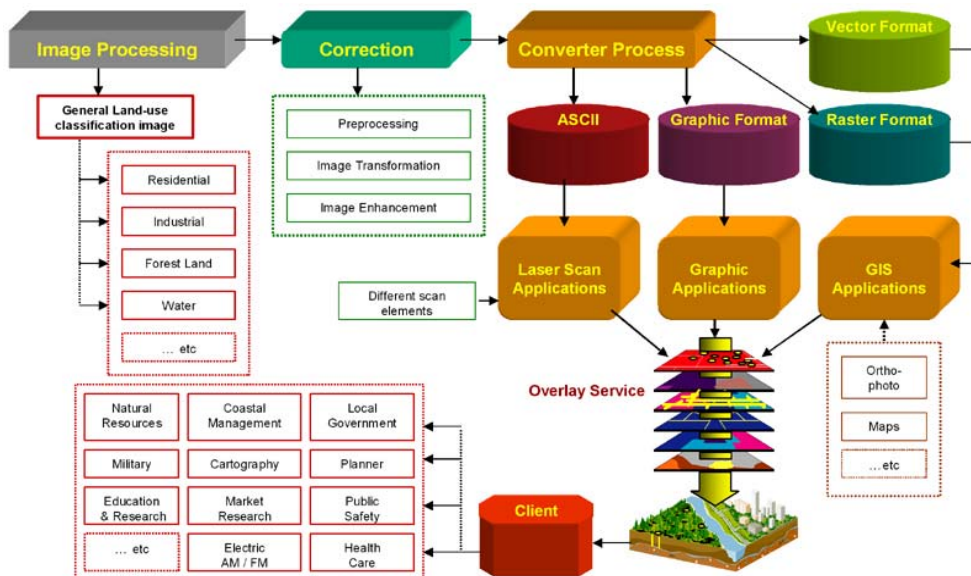 Image Processing
Correction
Converter Process
Vector Format
General Land-use
classification image
Residential
Industrial
Forest Land
Water
... etc
Preprocessing
Image Transformation
Image Enhancement
ASCII
Graphic Format
Raster Format
Different scan
elements
Laser Scan
Applications
Graphic
Applications
GIS
Applications
Ortho-
photo
Maps
... etc
Overlay Service
Natural
Resources
Coastal
Management
Local
Government
Military
Cartography
Planner
Education
& Research
Market
Research
Public
Safety
... etc
Electric
AM / FM
Health
Care
Client